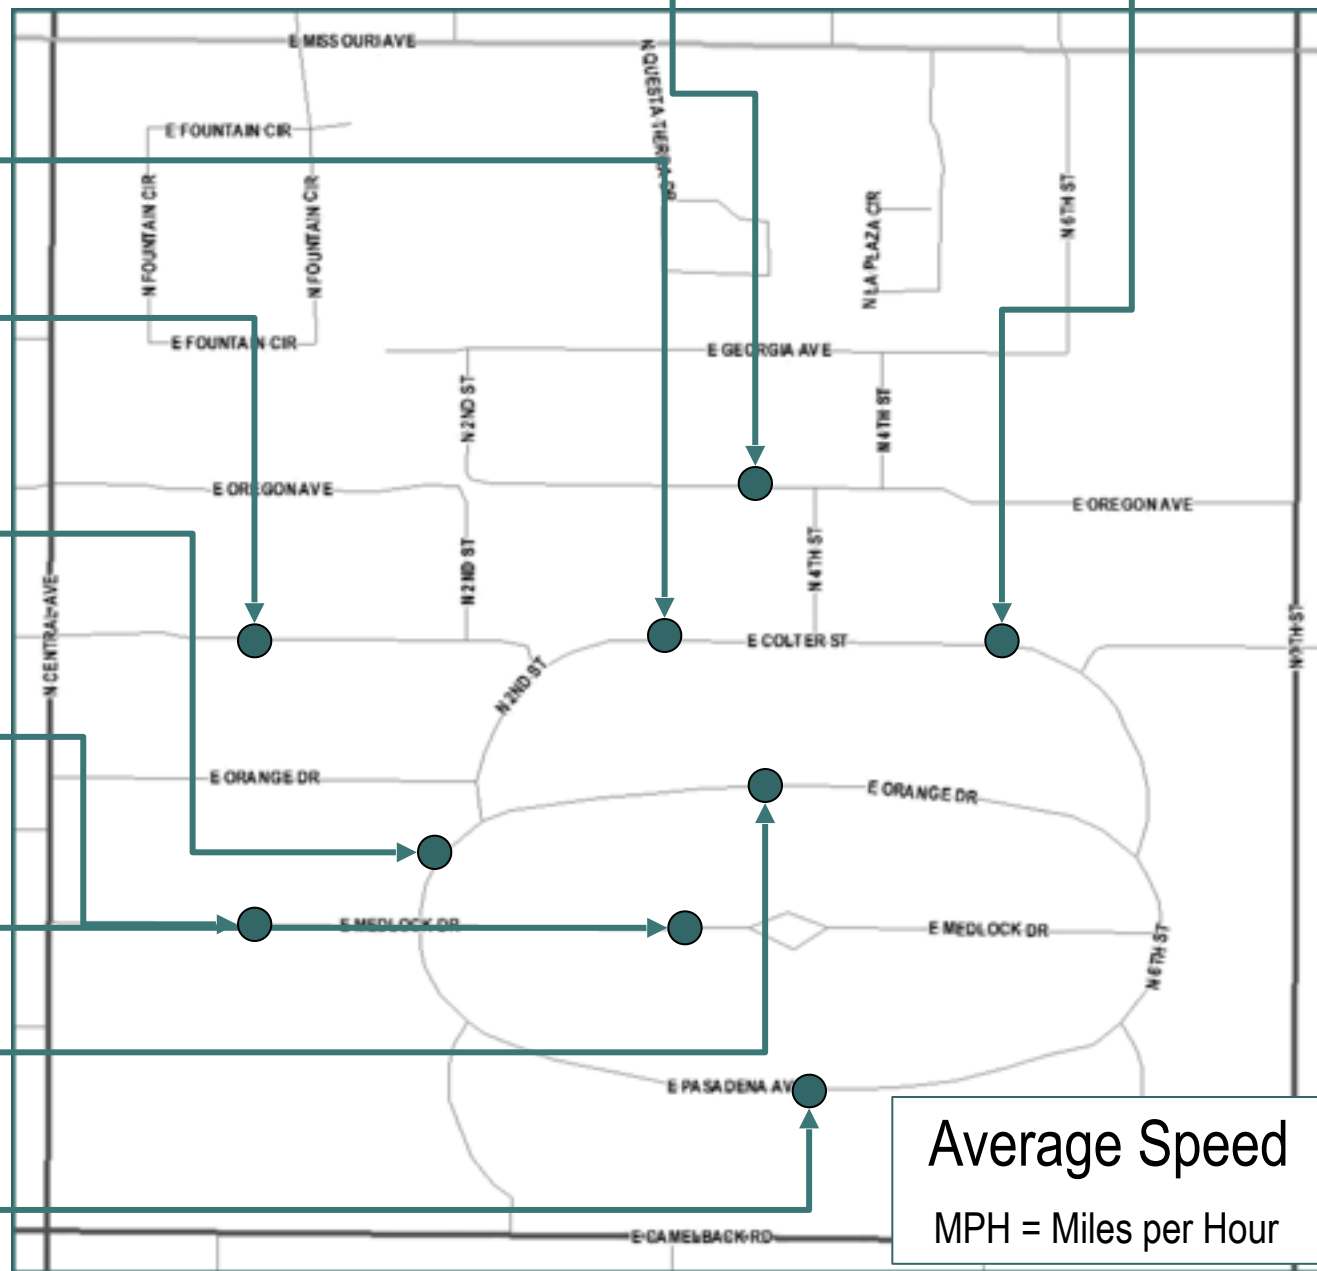 E MISSOURI AVE
N QUESTA TIERRA DR
E FOUNTAIN CIR
N FOUNTAIN CIR
N FOUNTAIN CIR
N LA PLAZA CIR
N 6TH ST
E FOUNTAIN CIR
E GEORGIA AVE
N 2ND ST
N 4TH ST
E OREGON AVE
E OREGON AVE
N 2ND ST
N 4TH ST
N CENTRAL AVE
N 7TH ST
E COLTER ST
N 2ND ST
E ORANGE DR
E ORANGE DR
E MEDLOCK DR
E MEDLOCK DR
N 6TH ST
E PASADENA AV
Average Speed
MPH = Miles per Hour
E CAMELBACK RD